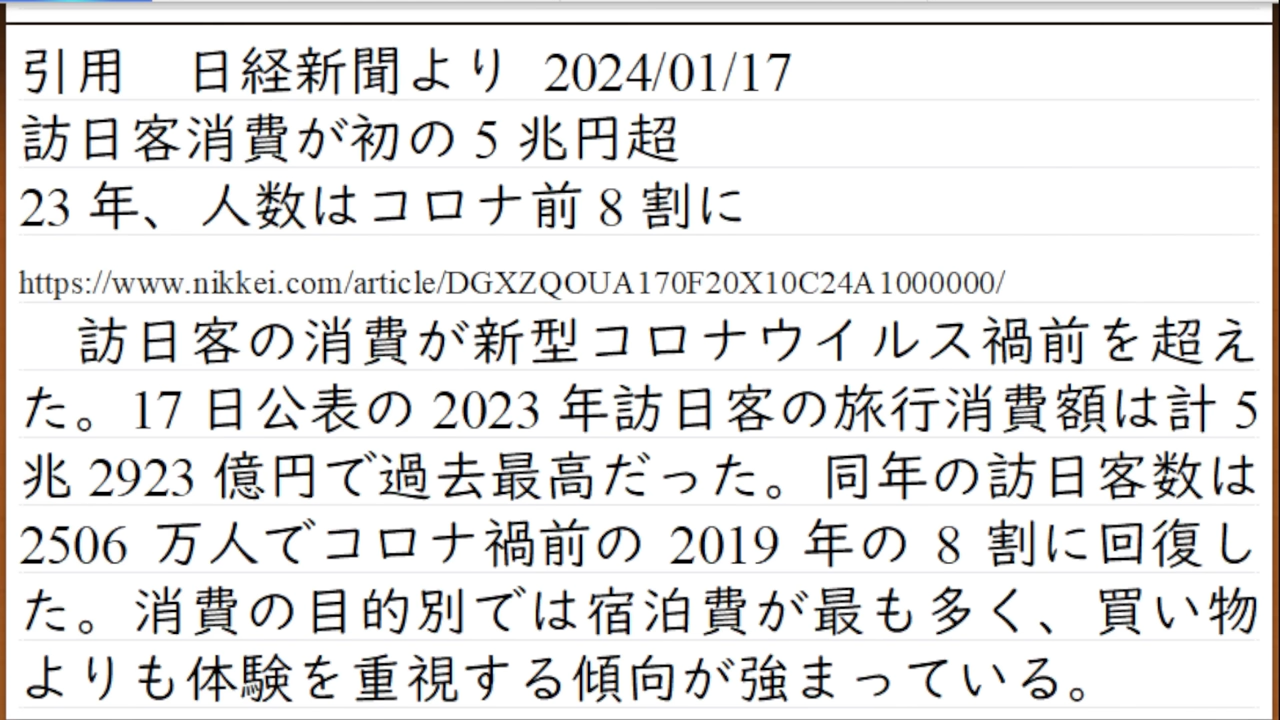 引用　日経新聞より 2024/01/17
訪日客消費が初の 5 兆円超
23 年、人数はコロナ前 8 割に
https://www.nikkei.com/article/DGXZQOUA170F20X10C24A1000000/
　訪日客の消費が新型コロナウイルス禍前を超え
た。17 日公表の 2023 年訪日客の旅行消費額は計 5
兆 2923 億円で過去最高だった。同年の訪日客数は
2506 万人でコロナ禍前の 2019 年の 8 割に回復し
た。消費の目的別では宿泊費が最も多く、買い物
よりも体験を重視する傾向が強まっている。